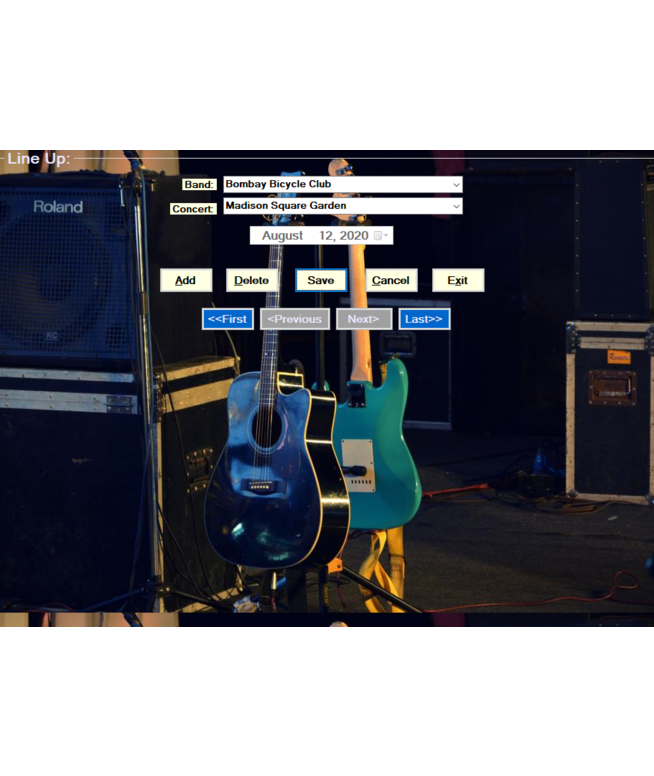 Line Up:
Band: Bombay Bicycle Club
Concert: Madison Square Garden
August 12, 2020
Add Delete Save Cancel Exit
<<First <Previous Next> Last>>
Roland
KC